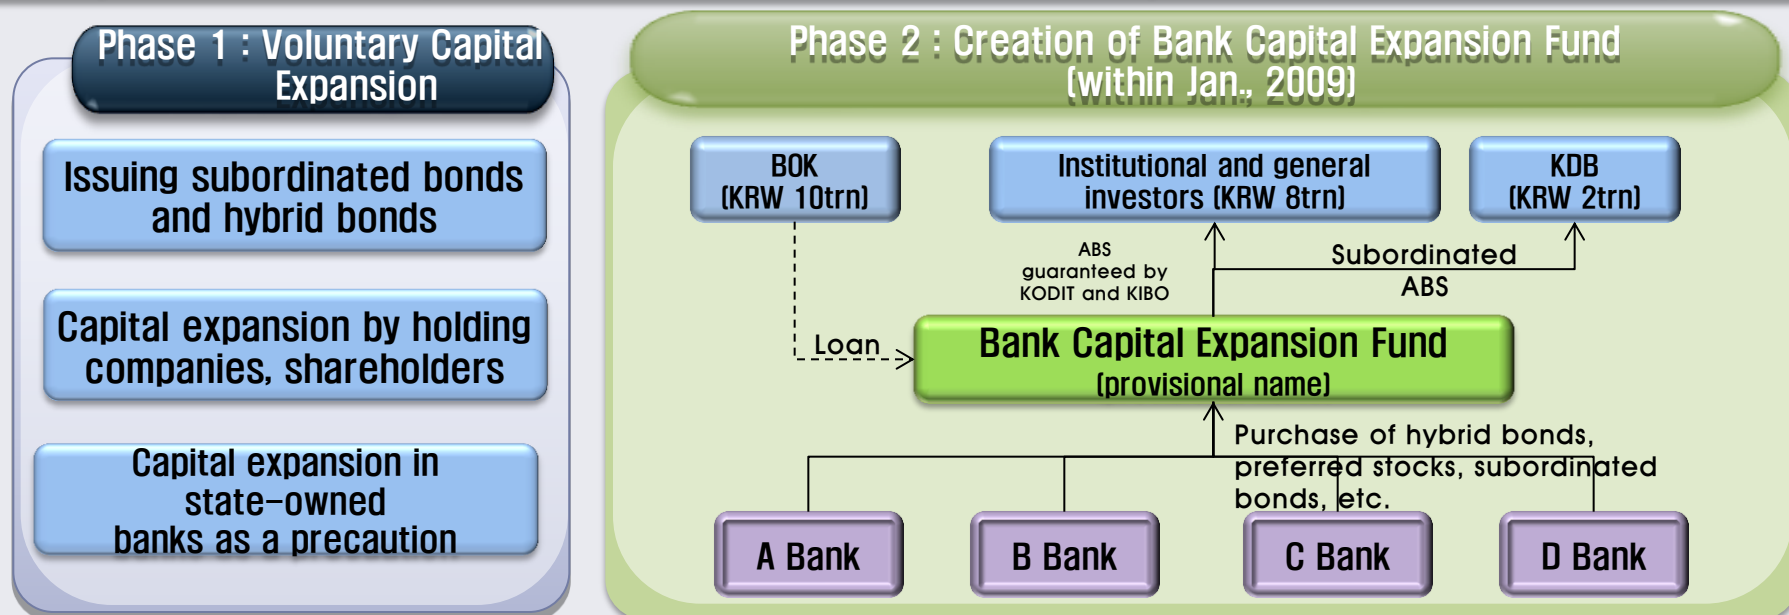 Phase 1 : Voluntary Capital
Expansion
Issuing subordinated bonds
and hybrid bonds
Capital expansion by holding
companies, shareholders
Capital expansion in
state-owned
banks as a precaution
Phase 2 : Creation of Bank Capital Expansion Fund
(within Jan., 2009)
BOK
(KRW 10trn)
Institutional and general
investors (KRW 8trn)
KDB
(KRW 2trn)
ABS
guaranteed by
KODIT and KIBO
Subordinated
ABS
Loan
Bank Capital Expansion Fund
(provisional name)
Purchase of hybrid bonds,
preferred stocks, subordinated
bonds, etc.
A Bank
B Bank
C Bank
D Bank